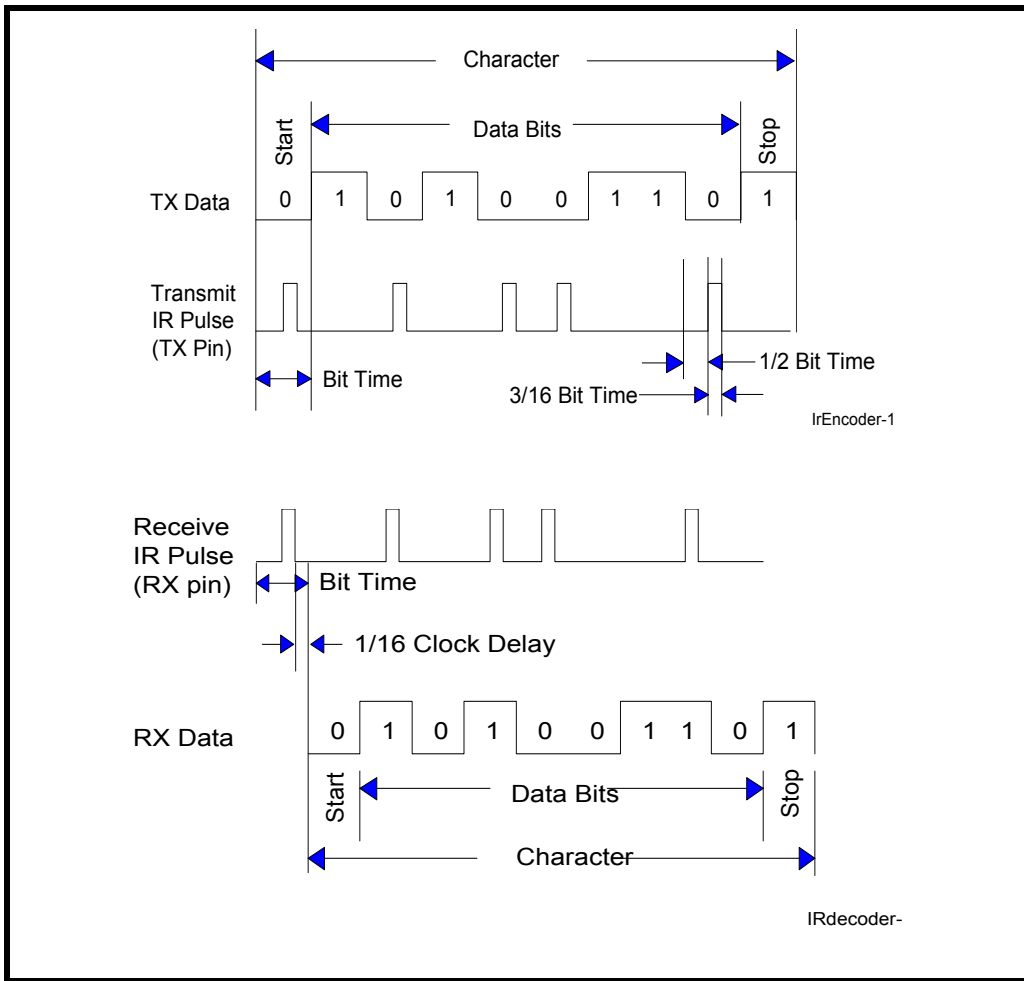 Character
Start
Data Bits
Stop
TX Data
0 1 0 1 0 0 1 1 0 1
Transmit
IR Pulse
(TX Pin)
Bit Time
1/2 Bit Time
3/16 Bit Time
IrEncoder-1
Receive
IR Pulse
(RX pin)
Bit Time
1/16 Clock Delay
RX Data
0 1 0 1 0 0 1 1 0 1
Start
Data Bits
Stop
Character
IRdecoder-